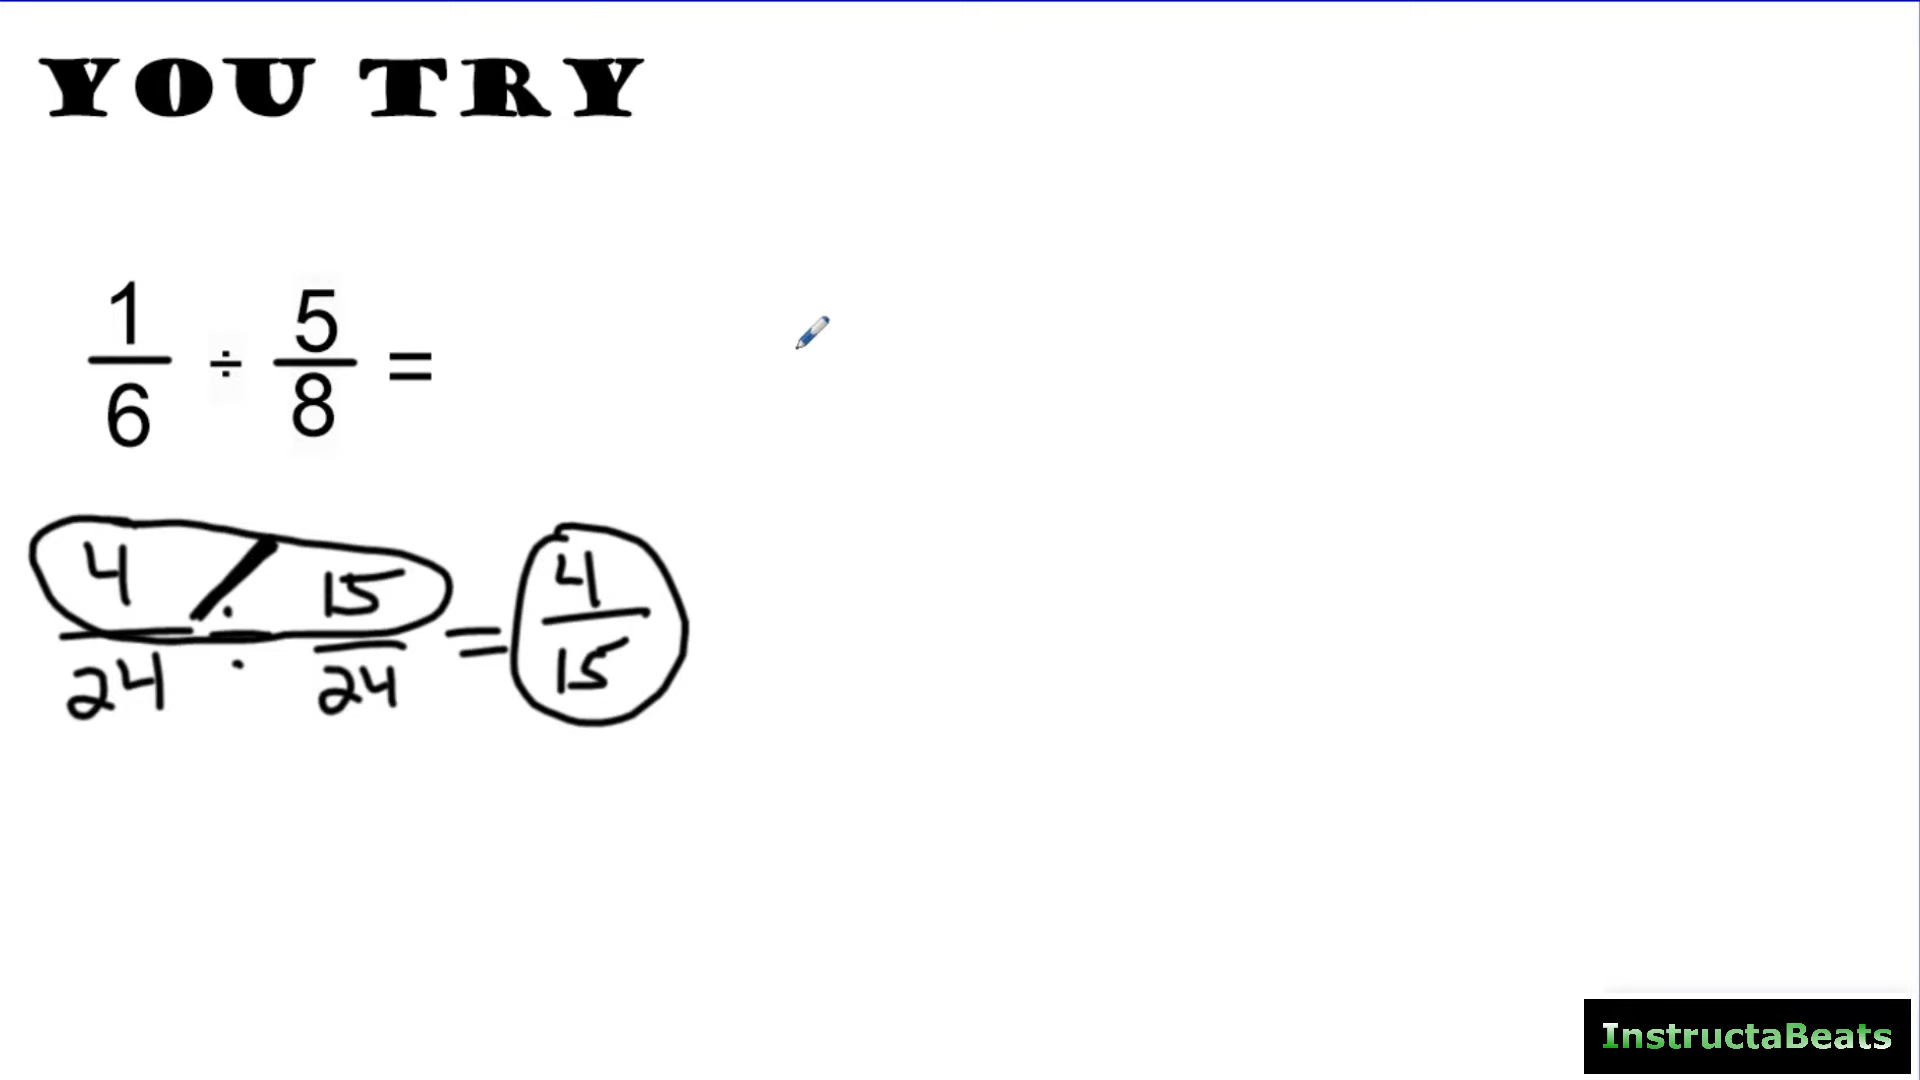 YOU TRY
1/6 ÷ 5/8 =
4/24 ÷ 15/24 = 4/15
InstructaBeats